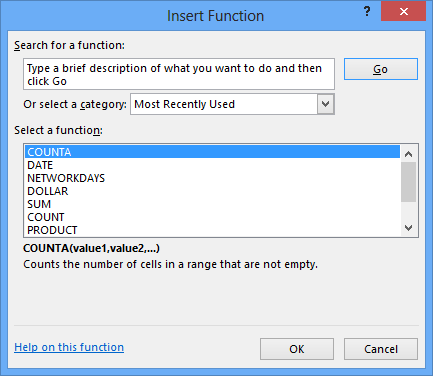 Insert Function
?
Search for a function:
Type a brief description of what you want to do and then
click Go
Go
Or select a category: Most Recently Used
Select a function:
COUNTA
DATE
NETWORKDAYS
DOLLAR
SUM
COUNT
PRODUCT
COUNTA(value1,value2,...)
Counts the number of cells in a range that are not empty.
Help on this function
OK
Cancel